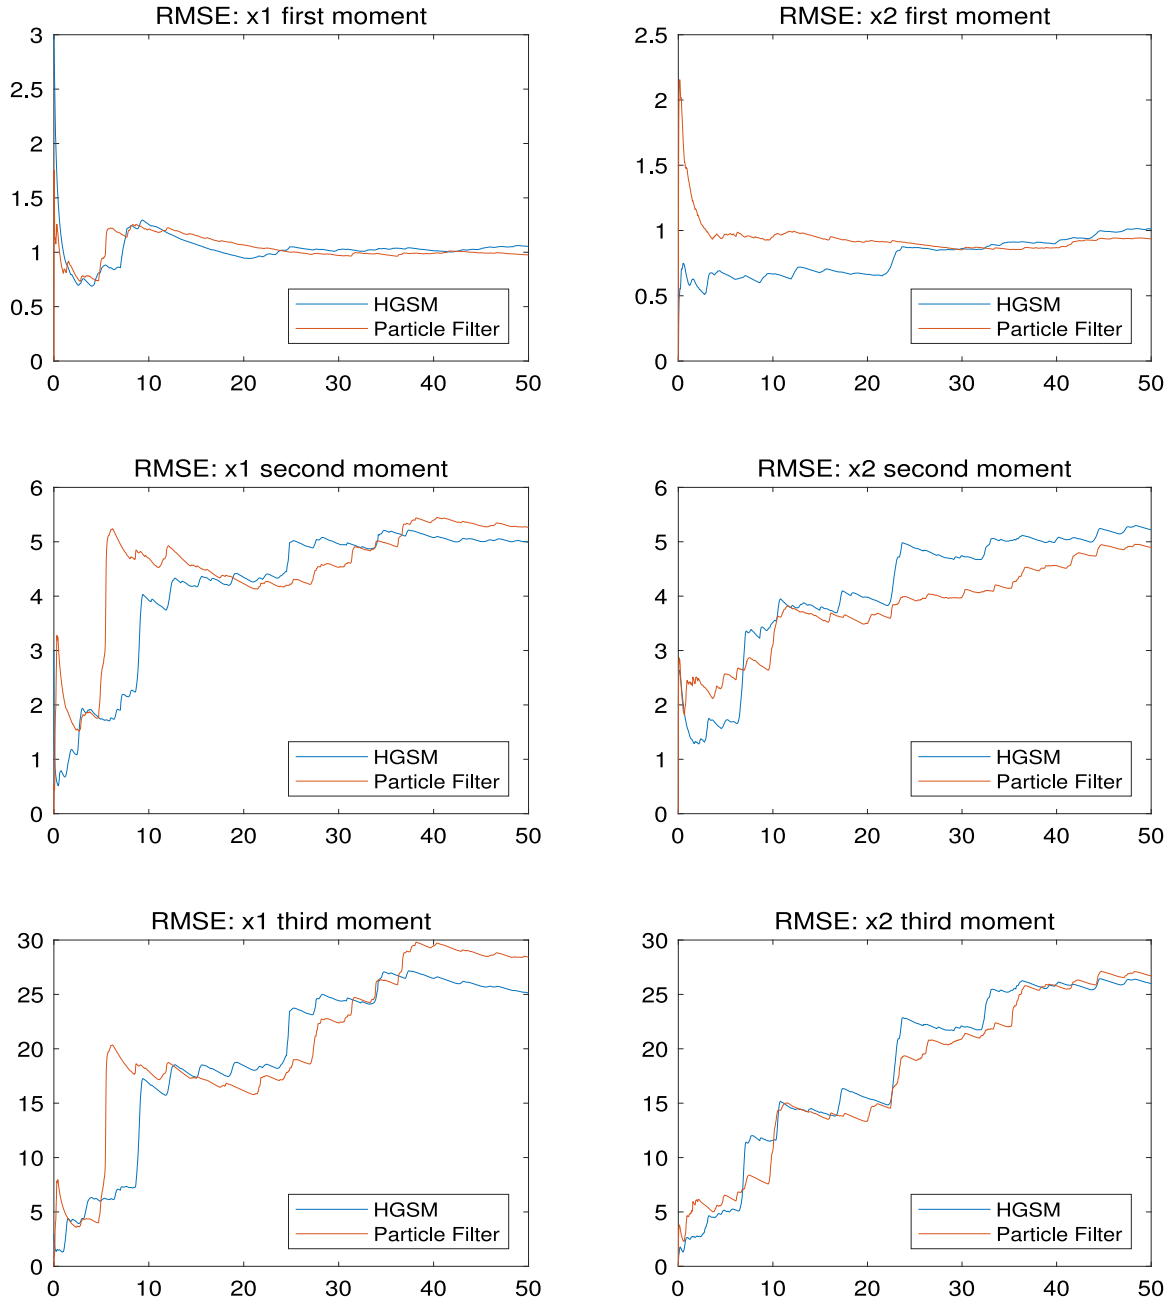 RMSE: x1 first moment
3
2.5
2
1.5
1
0.5
0
0 10 20 30 40 50
HGSM
Particle Filter
RMSE: x2 first moment
2.5
2
1.5
1
0.5
0
0 10 20 30 40 50
HGSM
Particle Filter
RMSE: x1 second moment
6
5
4
3
2
1
0
0 10 20 30 40 50
HGSM
Particle Filter
RMSE: x2 second moment
6
5
4
3
2
1
0
0 10 20 30 40 50
HGSM
Particle Filter
RMSE: x1 third moment
30
25
20
15
10
5
0
0 10 20 30 40 50
HGSM
Particle Filter
RMSE: x2 third moment
30
25
20
15
10
5
0
0 10 20 30 40 50
HGSM
Particle Filter